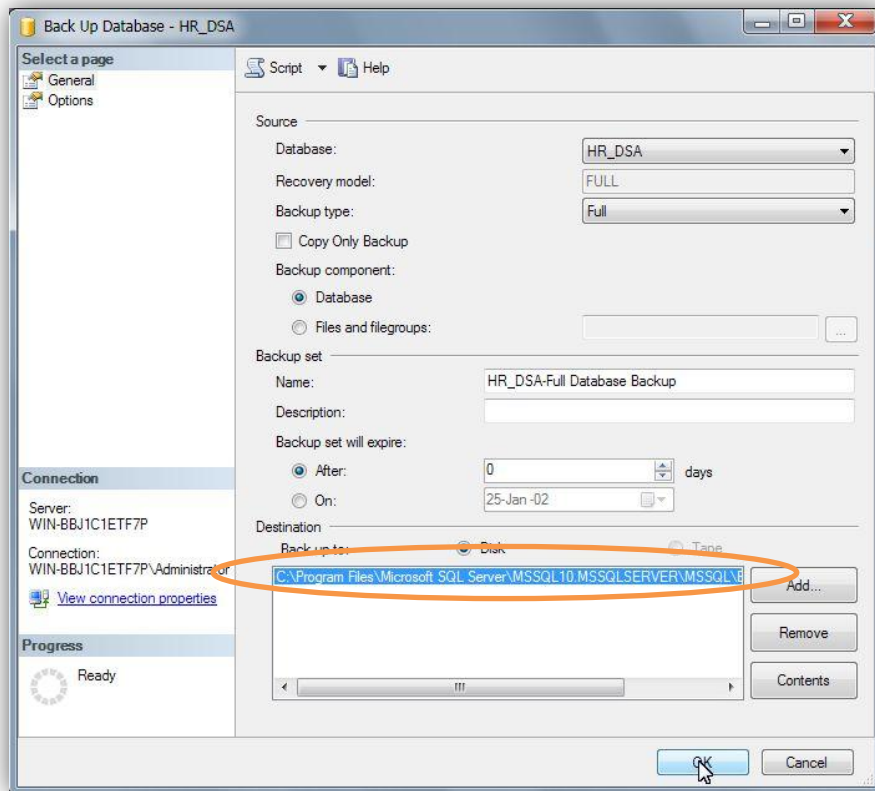 Back Up Database - HR_DSA
Select a page
General
Options
Script
Help
Source
Database:
HR_DSA
Recovery model:
FULL
Backup type:
Full
Copy Only Backup
Backup component:
Database
Files and filegroups:
...
Backup set
Name:
HR_DSA-Full Database Backup
Description:
Backup set will expire:
After:
0
days
On:
25-Jan -02
Destination
Back up to:
Disk
Tape
C:\Program Files\Microsoft SQL Server\MSSQL10.MSSQLSERVER\MSSQL\
Add...
Remove
Contents
Connection
Server:
WIN-BBJ1C1ETF7P
Connection:
WIN-BBJ1C1ETF7P\Administrator
View connection properties
Progress
Ready
OK
Cancel